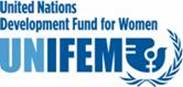 United Nations
Development Fund for Women
UNIFEM